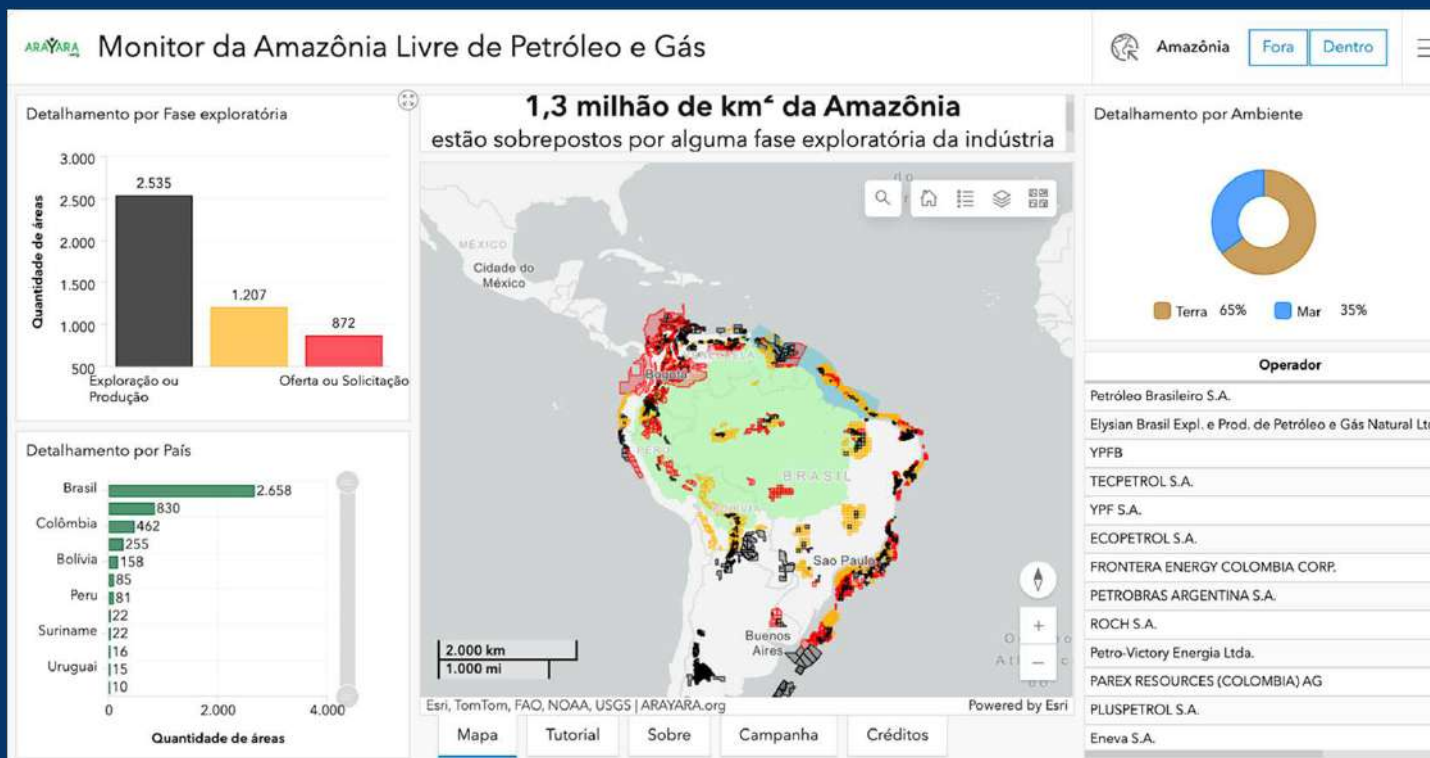 ARAYARA.org Monitor da Amazônia Livre de Petróleo e Gás
Amazônia Fora Dentro
Detalhamento por Fase exploratória
Quantidade de áreas
3.000
2.500
2.000
1.500
1.000
500
2.535
1.207
872
Exploração ou Produção
Oferta ou Solicitação
Detalhamento por País
Brasil 2.658
830
Colômbia 462
255
Bolívia 158
85
Peru 81
22
Suriname 22
16
Uruguai 15
10
0 2.000 4.000
Quantidade de áreas
1,3 milhão de km² da Amazônia
estão sobrepostos por alguma fase exploratória da indústria
MÉXICO
Cidade do
México
Bogotá
PERU
BRASIL
BOLÍVIA
Sao Paulo
Buenos
Aires
2.000 km
1.000 mi
Esri, TomTom, FAO, NOAA, USGS | ARAYARA.org
Powered by Esri
Mapa Tutorial Sobre Campanha Créditos
Detalhamento por Ambiente
Terra 65% Mar 35%
Operador
Petróleo Brasileiro S.A.
Elysian Brasil Expl. e Prod. de Petróleo e Gás Natural Ltd
YPFB
TECPETROL S.A.
YPF S.A.
ECOPETROL S.A.
FRONTERA ENERGY COLOMBIA CORP.
PETROBRAS ARGENTINA S.A.
ROCH S.A.
Petro-Victory Energia Ltda.
PAREX RESOURCES (COLOMBIA) AG
PLUSPETROL S.A.
Eneva S.A.